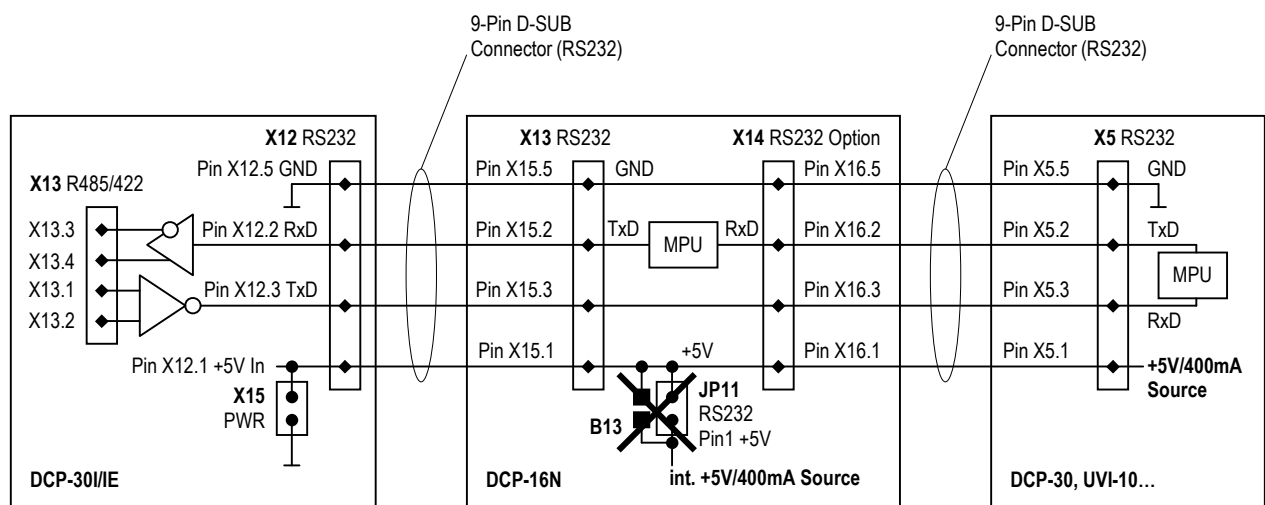 9-Pin D-SUB
Connector (RS232)
9-Pin D-SUB
Connector (RS232)
X12 RS232
X13 RS232
X14 RS232 Option
X5 RS232
Pin X12.5 GND
Pin X15.5
GND
Pin X16.5
Pin X5.5
GND
X13 R485/422
X13.3
Pin X12.2 RxD
Pin X15.2
TxD
MPU
RxD
Pin X16.2
Pin X5.2
TxD
X13.4
MPU
X13.1
Pin X12.3 TxD
Pin X15.3
Pin X16.3
Pin X5.3
X13.2
RxD
Pin X12.1 +5V In
Pin X15.1
+5V
Pin X16.1
Pin X5.1
+5V/400mA
Source
X15
PWR
B13
JP11
RS232
Pin1 +5V
DCP-30I/IE
DCP-16N
int. +5V/400mA Source
DCP-30, UVI-10…